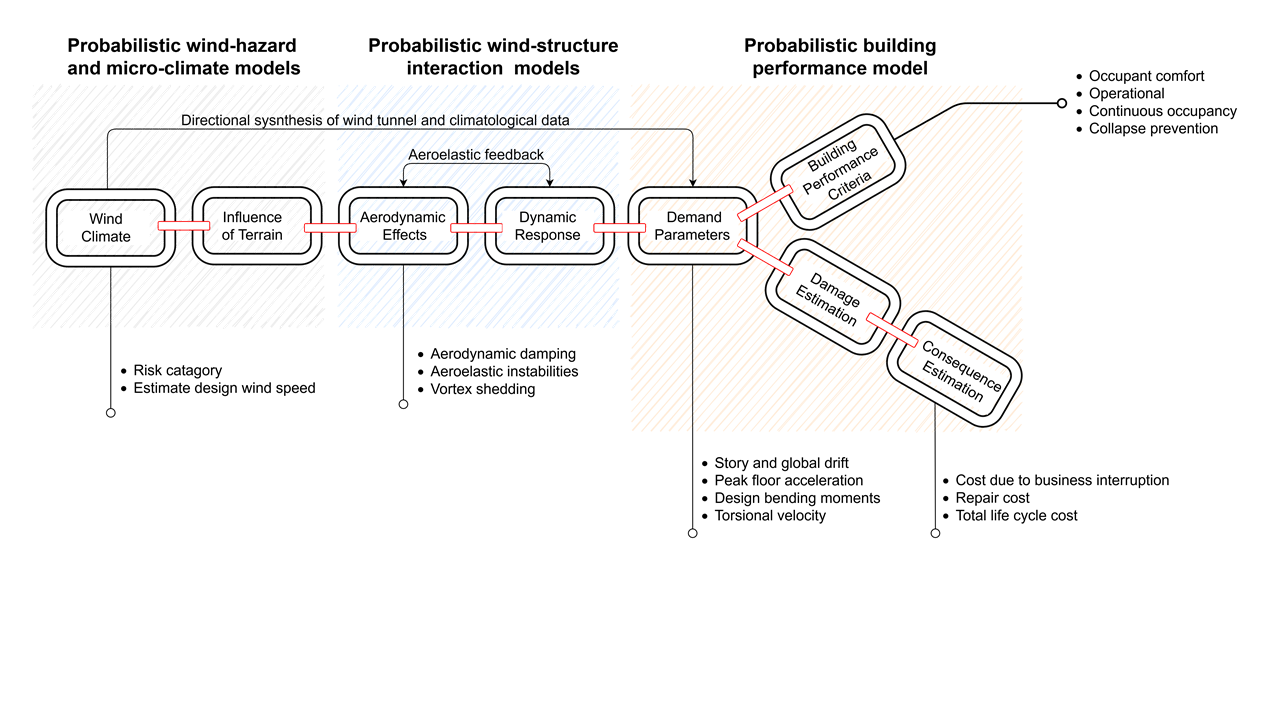 Probabilistic wind-hazard
and micro-climate models
Probabilistic wind-structure
interaction models
Probabilistic building
performance model
Directional sysnthesis of wind tunnel and climatological data
Aeroelastic feedback
Wind
Climate
Influence
of Terrain
Aerodynamic
Effects
Dynamic
Response
Demand
Parameters
Building
Performance
Criteria
Damage
Estimation
Consequence
Estimation
• Occupant comfort
• Operational
• Continuous occupancy
• Collapse prevention
• Risk catagory
• Estimate design wind speed
• Aerodynamic damping
• Aeroelastic instabilities
• Vortex shedding
• Story and global drift
• Peak floor acceleration
• Design bending moments
• Torsional velocity
• Cost due to business interruption
• Repair cost
• Total life cycle cost